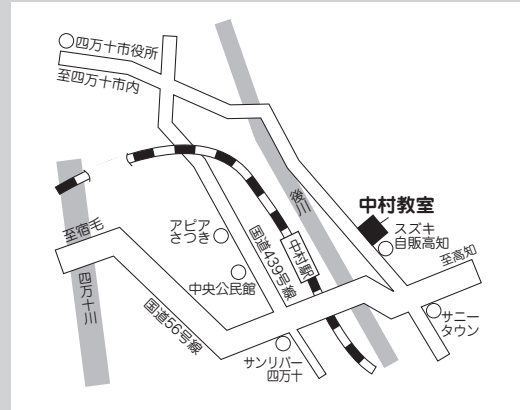 四万十市役所
至四万十市内
後川
中村教室
スズキ
自販高知
至高知
至宿毛
アピア
さつき
国道439号線
中村駅
四万十川
中央公民館
国道56号線
サニー
タウン
サンリバー
四万十